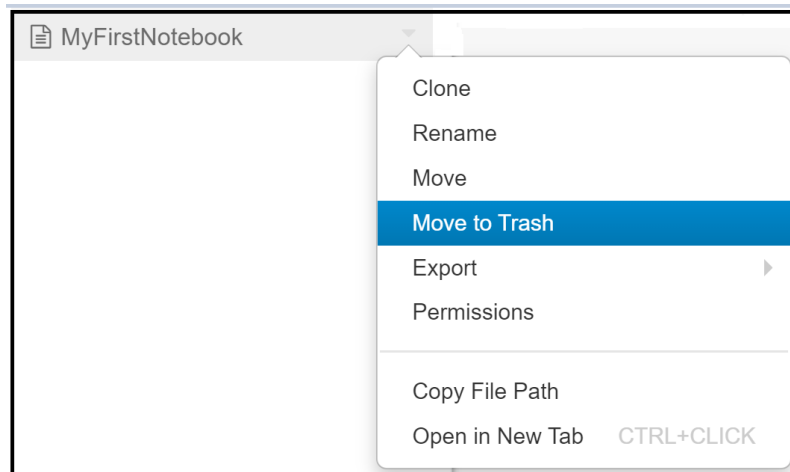 MyFirstNotebook
Clone
Rename
Move
Move to Trash
Export
Permissions
Copy File Path
Open in New Tab CTRL+CLICK